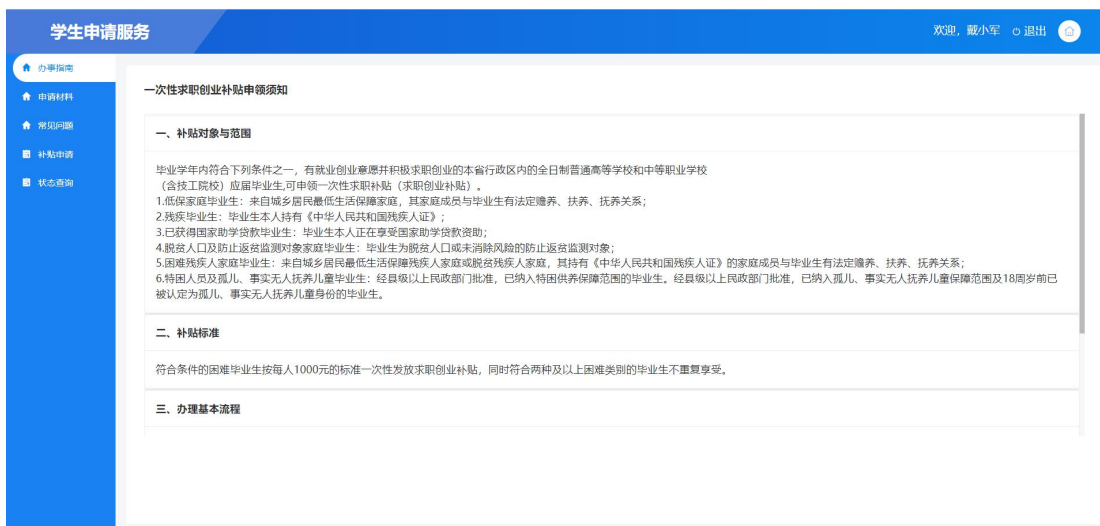 学生申请服务
欢迎，戴小军 退出
办事指南
申请材料
常见问题
补贴申请
状态查询
一次性求职创业补贴申领须知
一、补贴对象与范围
毕业学年内符合下列条件之一，有就业创业意愿并积极求职创业的本省行政区内的全日制普通高等学校和中等职业学校
（含技工院校）应届毕业生,可申领一次性求职补贴（求职创业补贴）。
1.低保家庭毕业生：来自城乡居民最低生活保障家庭，其家庭成员与毕业生有法定赡养、扶养、抚养关系；
2.残疾毕业生：毕业生本人持有《中华人民共和国残疾人证》；
3.已获得国家助学贷款毕业生：毕业生本人正在享受国家助学贷款资助；
4.脱贫人口及防止返贫监测对象家庭毕业生：毕业生为脱贫人口或未消除风险的防止返贫监测对象；
5.困难残疾人家庭毕业生：来自城乡居民最低生活保障残疾人家庭或脱贫残疾人家庭，其持有《中华人民共和国残疾人证》的家庭成员与毕业生有法定赡养、扶养、抚养关系；
6.特困人员及孤儿、事实无人抚养儿童毕业生：经县级以上民政部门批准，已纳入特困供养保障范围的毕业生。经县级以上民政部门批准，已纳入孤儿、事实无人抚养儿童保障范围及18周岁前已
被认定为孤儿、事实无人抚养儿童身份的毕业生。
二、补贴标准
符合条件的困难毕业生按每人1000元的标准一次性发放求职创业补贴，同时符合两种及以上困难类别的毕业生不重复享受。
三、办理基本流程